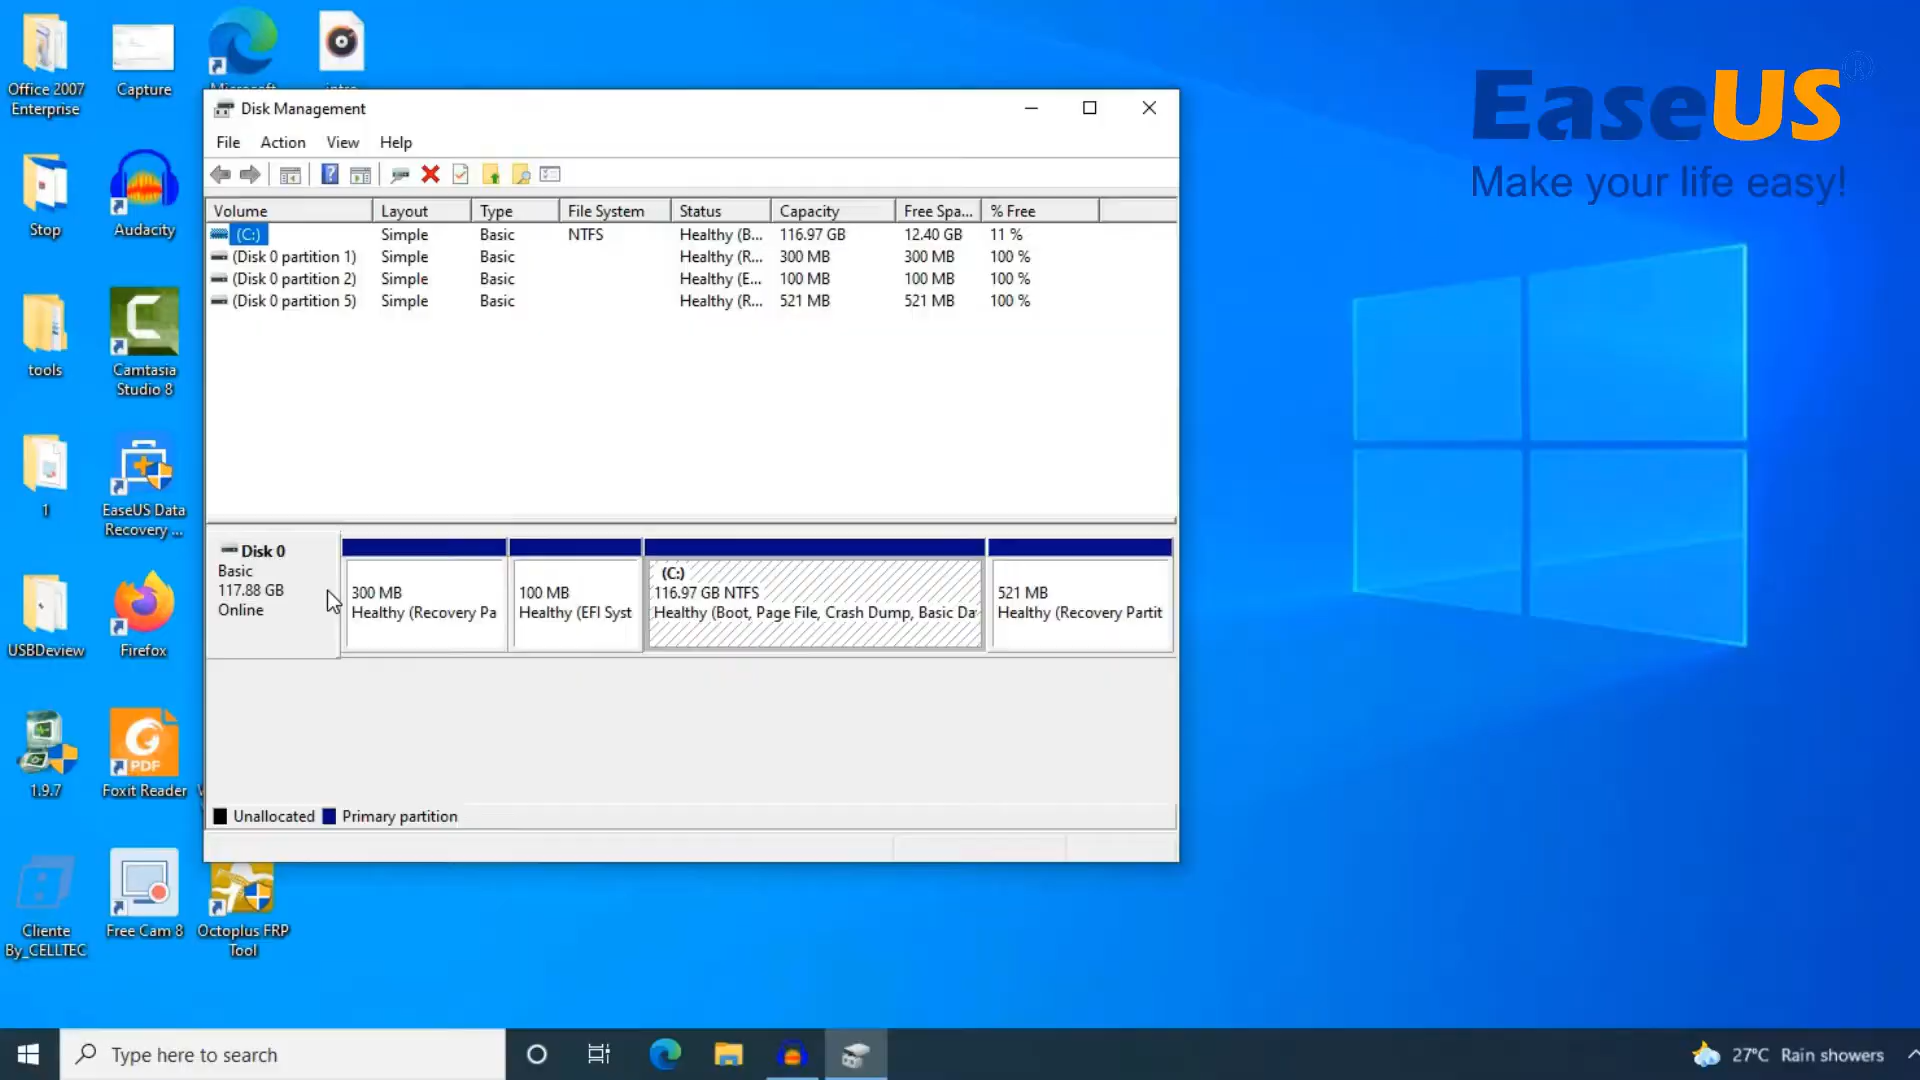 Office 2007
Enterprise
Capture
Stop
Audacity
tools
Camtasia
Studio 8
1
EaseUS Data
Recovery ...
USBDeview
Firefox
1.9.7
Foxit Reader
PDF
Cliente
By_CELLTEC
Free Cam 8
Octoplus FRP
Tool
Disk Management
File Action View Help
Volume Layout Type File System Status Capacity Free Spa... % Free
(C:) Simple Basic NTFS Healthy (B... 116.97 GB 12.40 GB 11 %
(Disk 0 partition 1) Simple Basic Healthy (R... 300 MB 300 MB 100 %
(Disk 0 partition 2) Simple Basic Healthy (E... 100 MB 100 MB 100 %
(Disk 0 partition 5) Simple Basic Healthy (R... 521 MB 521 MB 100 %
Disk 0
Basic
117.88 GB
Online
300 MB
Healthy (Recovery Pa
100 MB
Healthy (EFI Syst
(C:)
116.97 GB NTFS
Healthy (Boot, Page File, Crash Dump, Basic Da
521 MB
Healthy (Recovery Partit
Unallocated Primary partition
EaseUS®
Make your life easy!
Type here to search
27°C Rain showers